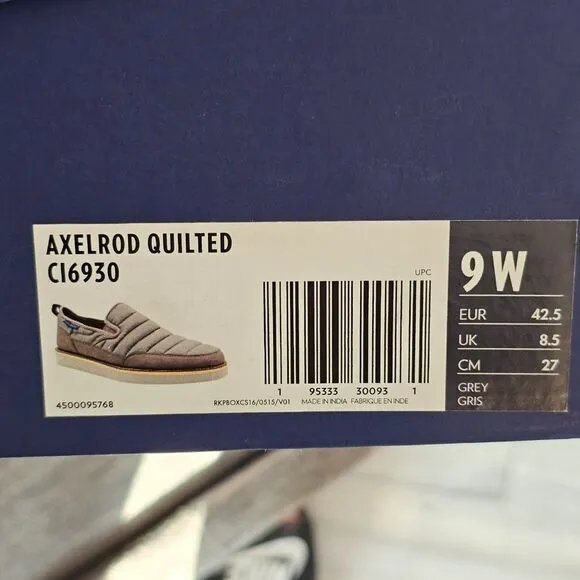 AXELROD QUILTED
CI6930
UPC
1 95333 30093 1
4500095768
RKPBOXCS16/0515/V01 MADE IN INDIA FABRIQUE EN INDE
9 W
EUR 42.5
UK 8.5
CM 27
GREY
GRIS